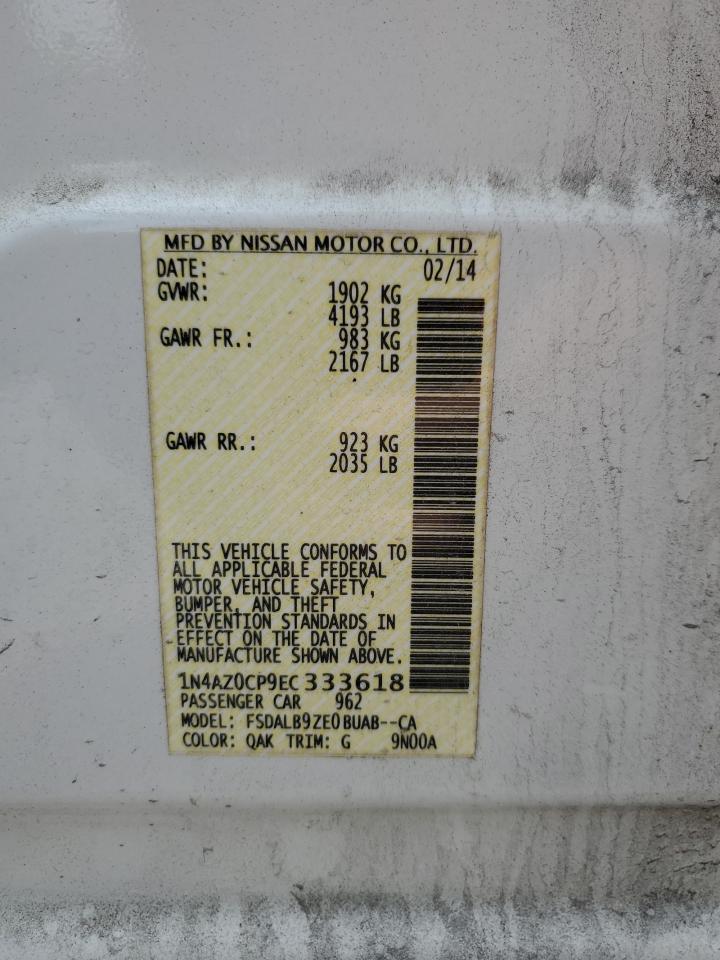 MFD BY NISSAN MOTOR CO., LTD.
DATE: 02/14
GVWR: 1902 KG
4193 LB
GAWR FR.: 983 KG
2167 LB
GAWR RR.: 923 KG
2035 LB
THIS VEHICLE CONFORMS TO
ALL APPLICABLE FEDERAL
MOTOR VEHICLE SAFETY,
BUMPER, AND THEFT
PREVENTION STANDARDS IN
EFFECT ON THE DATE OF
MANUFACTURE SHOWN ABOVE.
1N4AZ0CP9EC333618
PASSENGER CAR 962
MODEL: FSDALB9ZE0BUAB--CA
COLOR: QAK TRIM: G 9N00A